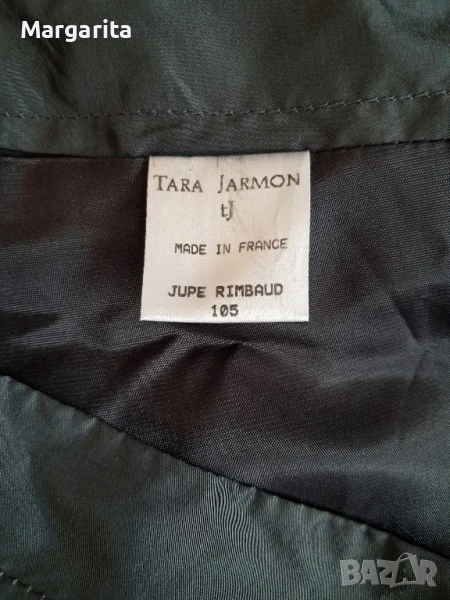 Margarita
TARA JARMON
tJ
MADE IN FRANCE
JUPE RIMBAUD
105
BAZAR